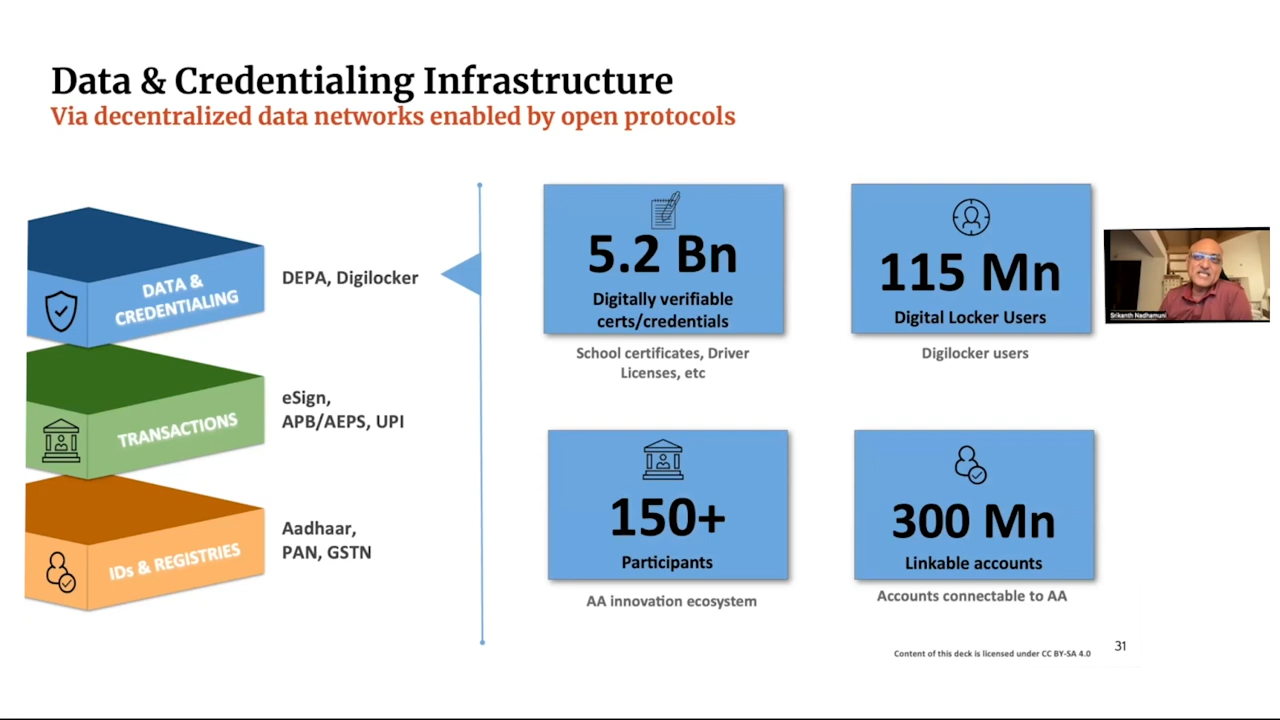 Data & Credentialing Infrastructure
Via decentralized data networks enabled by open protocols
DATA &
CREDENTIALING
DEPA, Digilocker
TRANSACTIONS
eSign,
APB/AEPS, UPI
IDs & REGISTRIES
Aadhaar,
PAN, GSTN
5.2 Bn
Digitally verifiable
certs/credentials
School certificates, Driver
Licenses, etc
115 Mn
Digital Locker Users
Digilocker users
150+
Participants
AA innovation ecosystem
300 Mn
Linkable accounts
Accounts connectable to AA
Srikanth Nadhamuni
Content of this deck is licensed under CC BY-SA 4.0
31